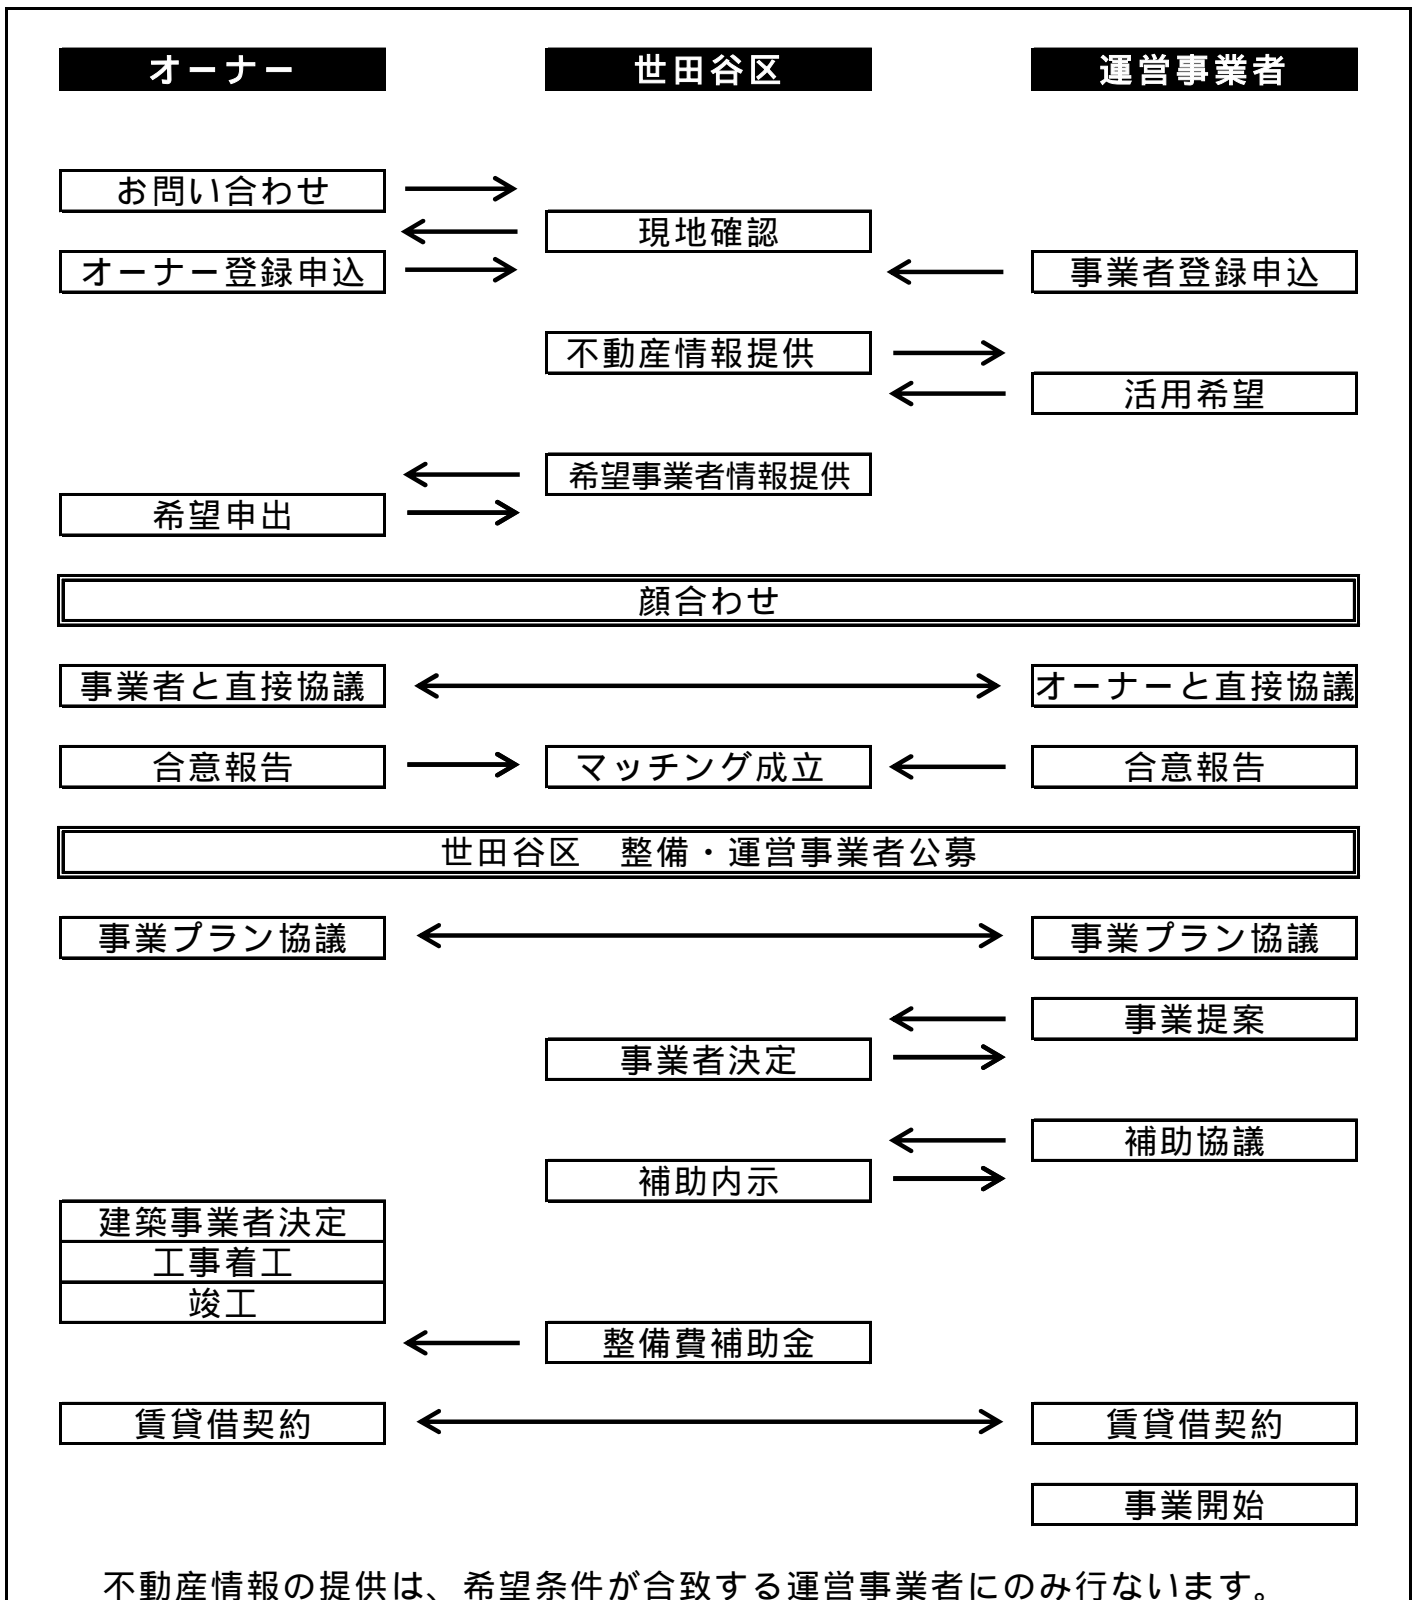 オーナー 世田谷区 運営事業者
お問い合わせ
現地確認
オーナー登録申込 事業者登録申込
不動産情報提供
活用希望
希望事業者情報提供
希望申出
顔合わせ
事業者と直接協議 オーナーと直接協議
合意報告 マッチング成立 合意報告
世田谷区　整備・運営事業者公募
事業プラン協議 事業プラン協議
事業提案
事業者決定
補助協議
補助内示
建築事業者決定
工事着工
竣工
整備費補助金
賃貸借契約 賃貸借契約
事業開始
不動産情報の提供は、希望条件が合致する運営事業者にのみ行ないます。